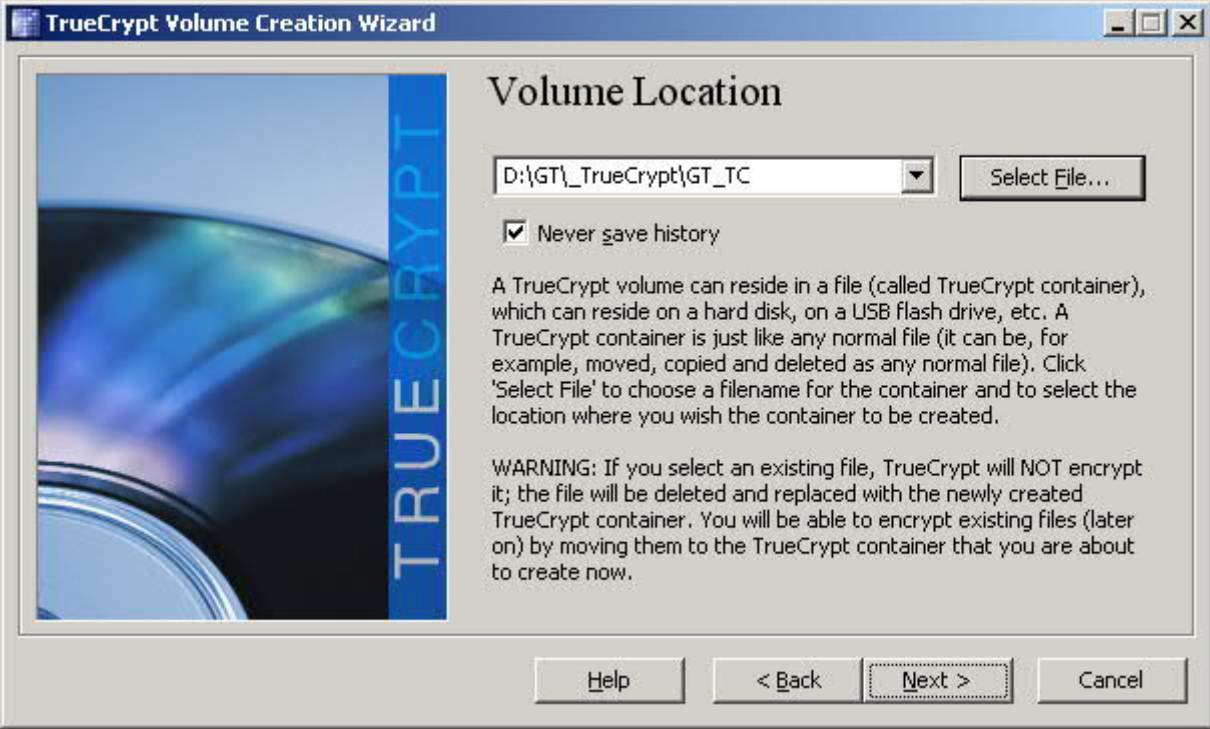 TrueCrypt Volume Creation Wizard
TRUECRYPT
Volume Location
D:\GT\_TrueCrypt\GT_TC
Select File...
Never save history
A TrueCrypt volume can reside in a file (called TrueCrypt container),
which can reside on a hard disk, on a USB flash drive, etc. A
TrueCrypt container is just like any normal file (it can be, for
example, moved, copied and deleted as any normal file). Click
'Select File' to choose a filename for the container and to select the
location where you wish the container to be created.
WARNING: If you select an existing file, TrueCrypt will NOT encrypt
it; the file will be deleted and replaced with the newly created
TrueCrypt container. You will be able to encrypt existing files (later
on) by moving them to the TrueCrypt container that you are about
to create now.
Help
< Back
Next >
Cancel